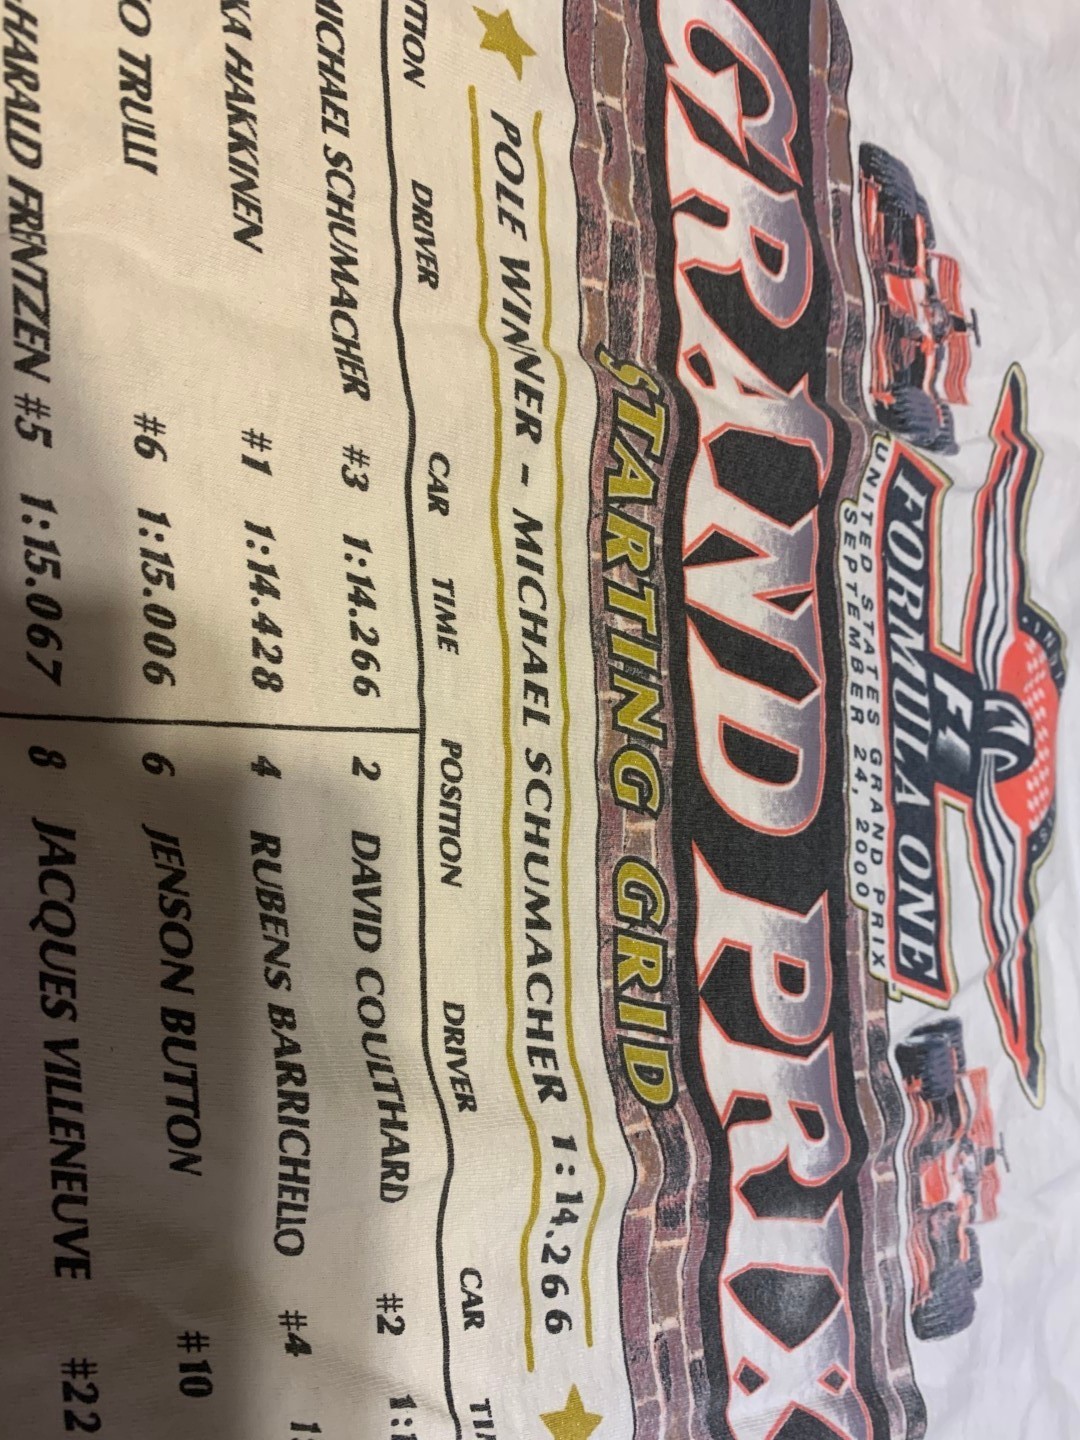 FORMULA ONE
F1
UNITED STATES GRAND PRIX
SEPTEMBER 24, 2000
GRAND PRIX
STARTING GRID
POLE WINNER - MICHAEL SCHUMACHER 1:14.266
DRIVER CAR TIME POSITION DRIVER CAR
MICHAEL SCHUMACHER #3 1:14.266 2 DAVID COULTHARD #2
HAKKINEN #1 1:14.428 4 RUBENS BARRICHELLO #4
TRULLI #6 1:15.006 6 JENSON BUTTON #10
HARALD FRENTZEN #5 1:15.067 8 JACQUES VILLENEUVE #22